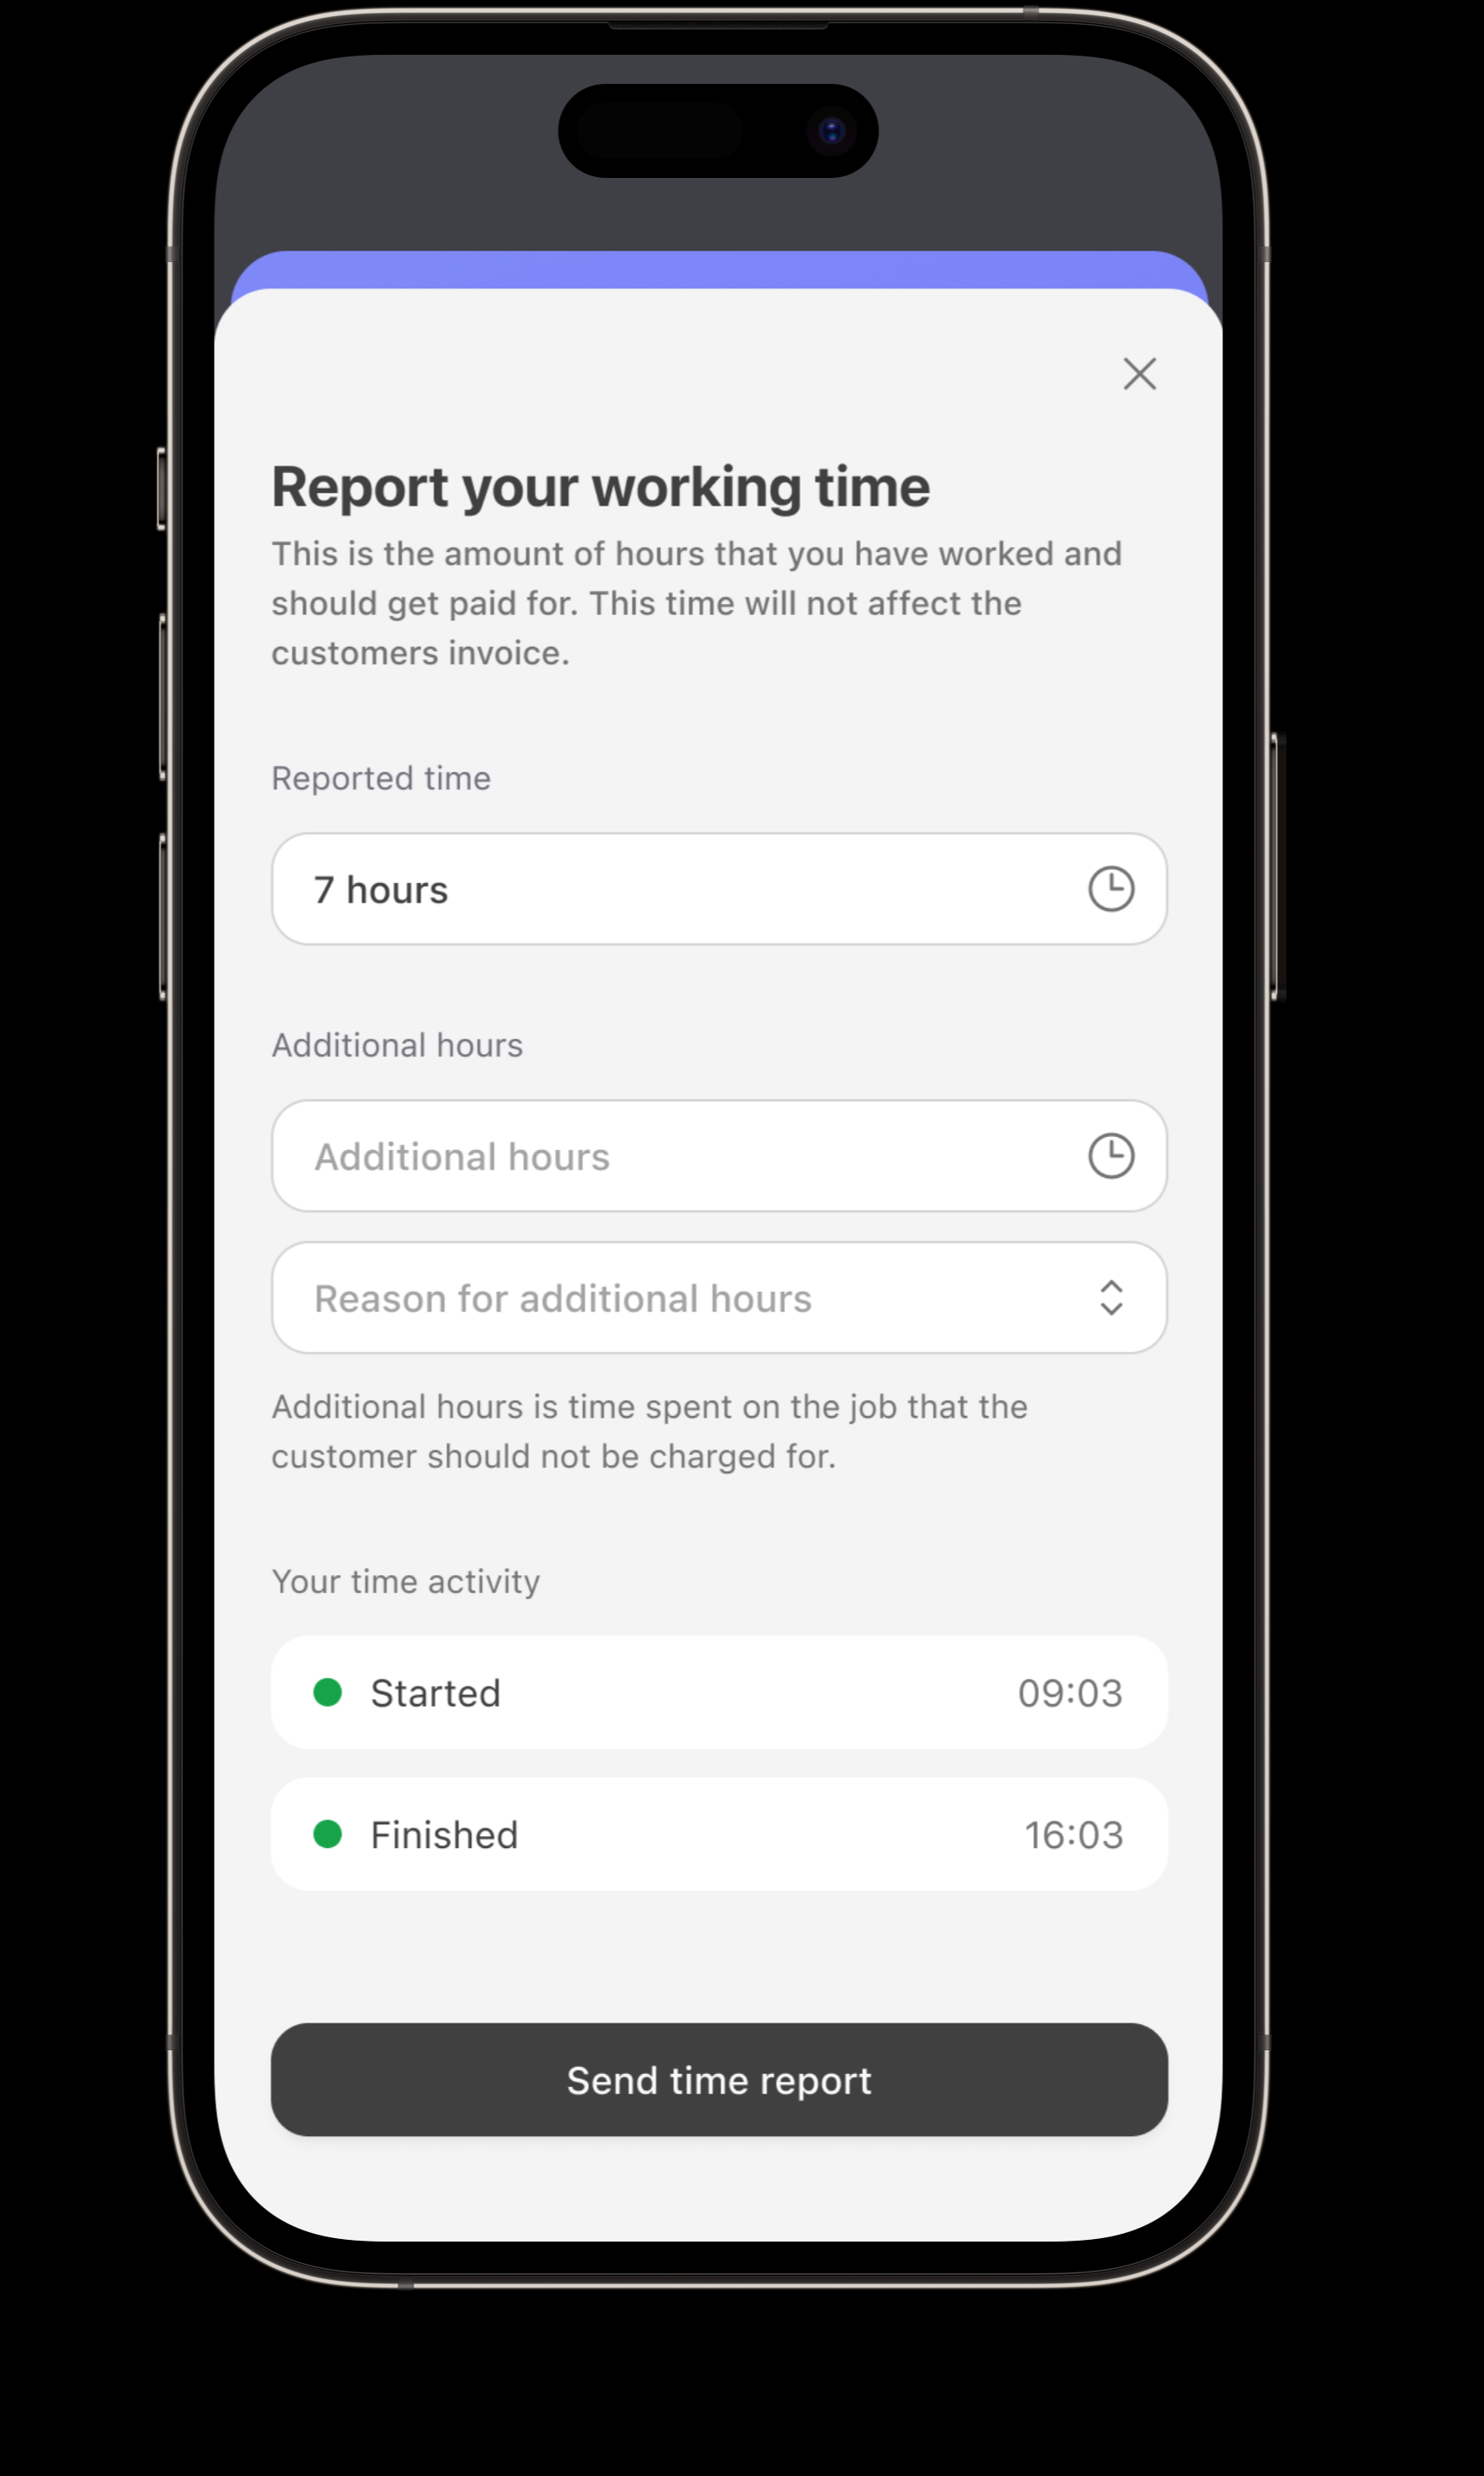 Report your working time
This is the amount of hours that you have worked and
should get paid for. This time will not affect the
customers invoice.
Reported time
7 hours
Additional hours
Additional hours
Reason for additional hours
Additional hours is time spent on the job that the
customer should not be charged for.
Your time activity
Started 09:03
Finished 16:03
Send time report